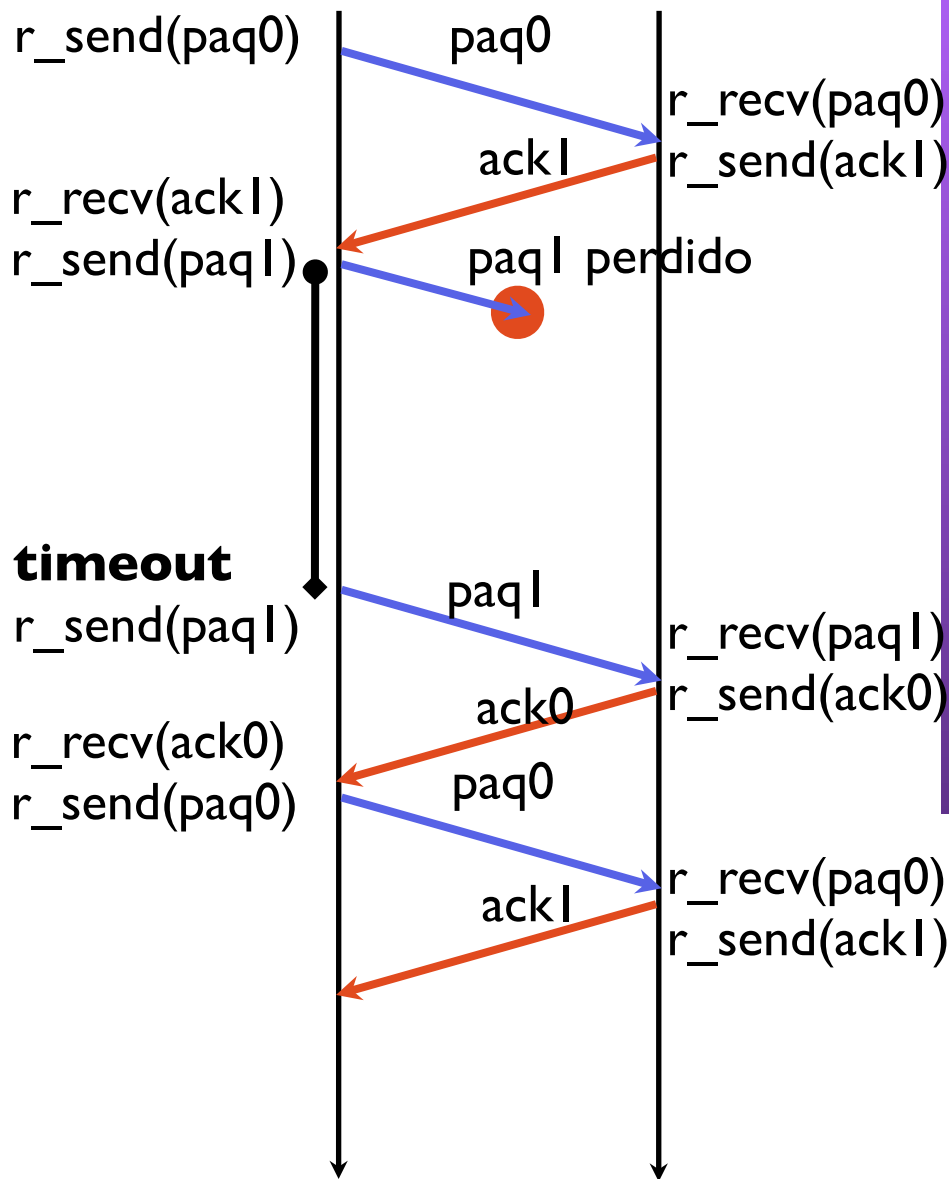 r_send(paq0)
paq0
r_recv(paq0)
ack1
r_send(ack1)
r_recv(ack1)
r_send(paq1)
paq1 perdido
timeout
paq1
r_send(paq1)
r_recv(paq1)
ack0
r_send(ack0)
r_recv(ack0)
paq0
r_send(paq0)
r_recv(paq0)
ack1
r_send(ack1)